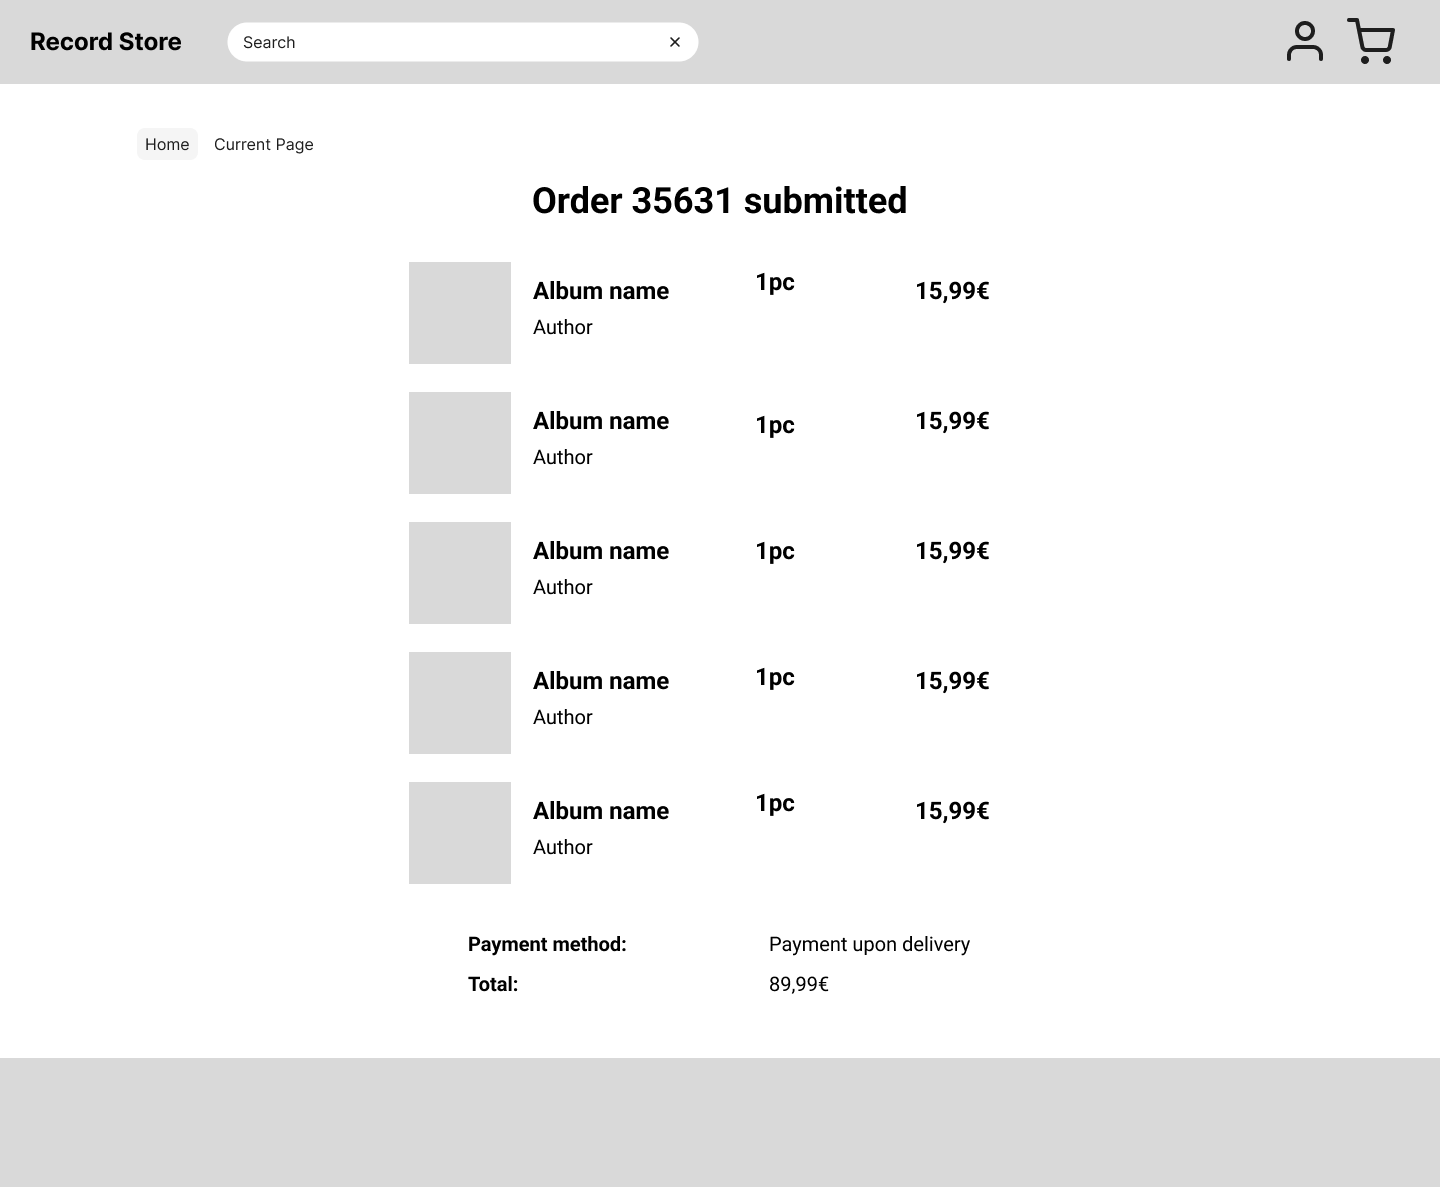 Record Store
Search
Home Current Page
Order 35631 submitted
Album name 1pc 15,99€
Author
Album name 1pc 15,99€
Author
Album name 1pc 15,99€
Author
Album name 1pc 15,99€
Author
Album name 1pc 15,99€
Author
Payment method: Payment upon delivery
Total: 89,99€